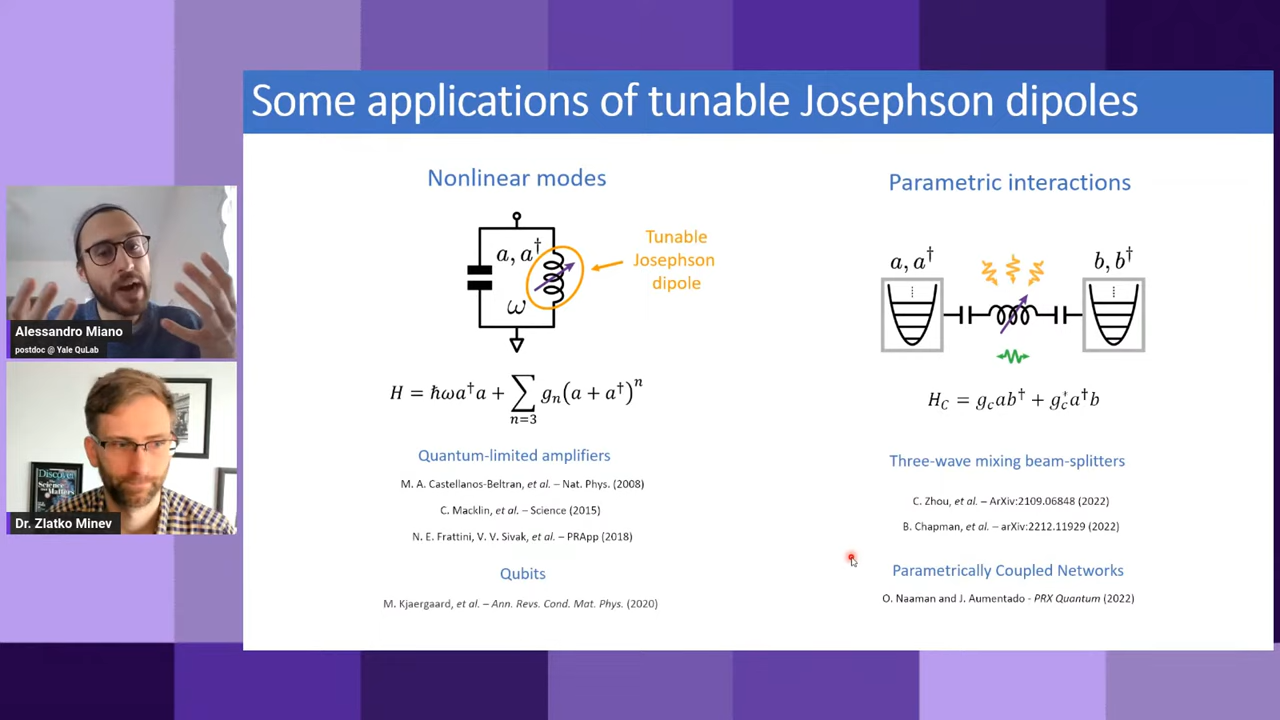 Some applications of tunable Josephson dipoles
Nonlinear modes
a, a†
ω
Tunable
Josephson
dipole
H = ħωa†a + ∑ n=3 gₙ(a + a†)ⁿ
Quantum-limited amplifiers
M. A. Castellanos-Beltran, et al. – Nat. Phys. (2008)
C. Macklin, et al. – Science (2015)
N. E. Frattini, V. V. Sivak, et al. – PRApp (2018)
Qubits
M. Kjaergaard, et al. – Ann. Revs. Cond. Mat. Phys. (2020)
Parametric interactions
a, a†
b, b†
H_C = g_c ab† + g_c* a†b
Three-wave mixing beam-splitters
C. Zhou, et al. – ArXiv:2109.06848 (2022)
B. Chapman, et al. – arXiv:2212.11929 (2022)
Parametrically Coupled Networks
O. Naaman and J. Aumentado - PRX Quantum (2022)
Alessandro Miano
postdoc @ Yale QuLab
Discover
Dr. Zlatko Minev